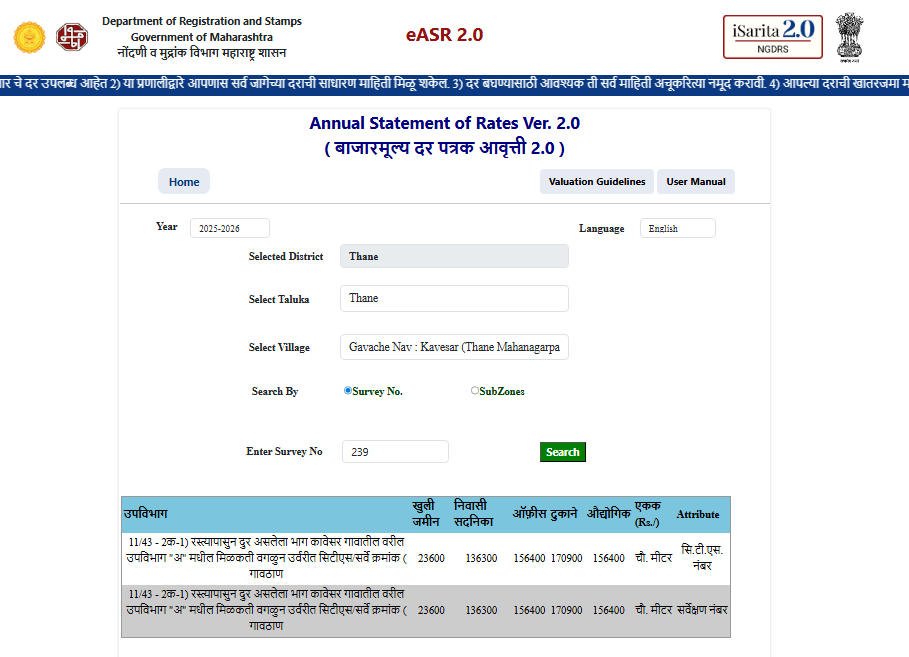 Department of Registration and Stamps
Government of Maharashtra
नोंदणी व मुद्रांक विभाग महाराष्ट्र शासन
eASR 2.0
iSarita 2.0
NGDRS
चे दर उपलब्ध आहेत 2) या प्रणालीद्वारे आपणास सर्व जागेच्या दराची साधारण माहिती मिळू शकेल. 3) दर बघण्यासाठी आवश्यक ती सर्व माहिती अचूकरित्या नमूद करावी. 4) आपल्या दराची खातरजमा
Annual Statement of Rates Ver. 2.0
( बाजारमूल्य दर पत्रक आवृत्ती 2.0 )
Home
Valuation Guidelines
User Manual
Year
2025-2026
Language
English
Selected District
Thane
Select Taluka
Thane
Select Village
Gavache Nav : Kavesar (Thane Mahanagarpa
Search By
Survey No.
SubZones
Enter Survey No
239
Search
उपविभाग
खुली जमीन
निवासी सदनिका
ऑफ़ीस
दुकाने
औद्योगिक
एकक (Rs./)
Attribute
11/43 - 2क-1) रस्त्यापासुन दुर असलेला भाग कावेसर गावातील वरील
उपविभाग "अ" मधील मिळकती वगळुन उर्वरीत सिटीएस/सर्वे क्रमांक (
गावठाण
23600
136300
156400
170900
156400
चौ. मीटर
सि.टी.एस. नंबर
11/43 - 2क-1) रस्त्यापासुन दुर असलेला भाग कावेसर गावातील वरील
उपविभाग "अ" मधील मिळकती वगळुन उर्वरीत सिटीएस/सर्वे क्रमांक (
गावठाण
23600
136300
156400
170900
156400
चौ. मीटर
सर्वेक्षण नंबर